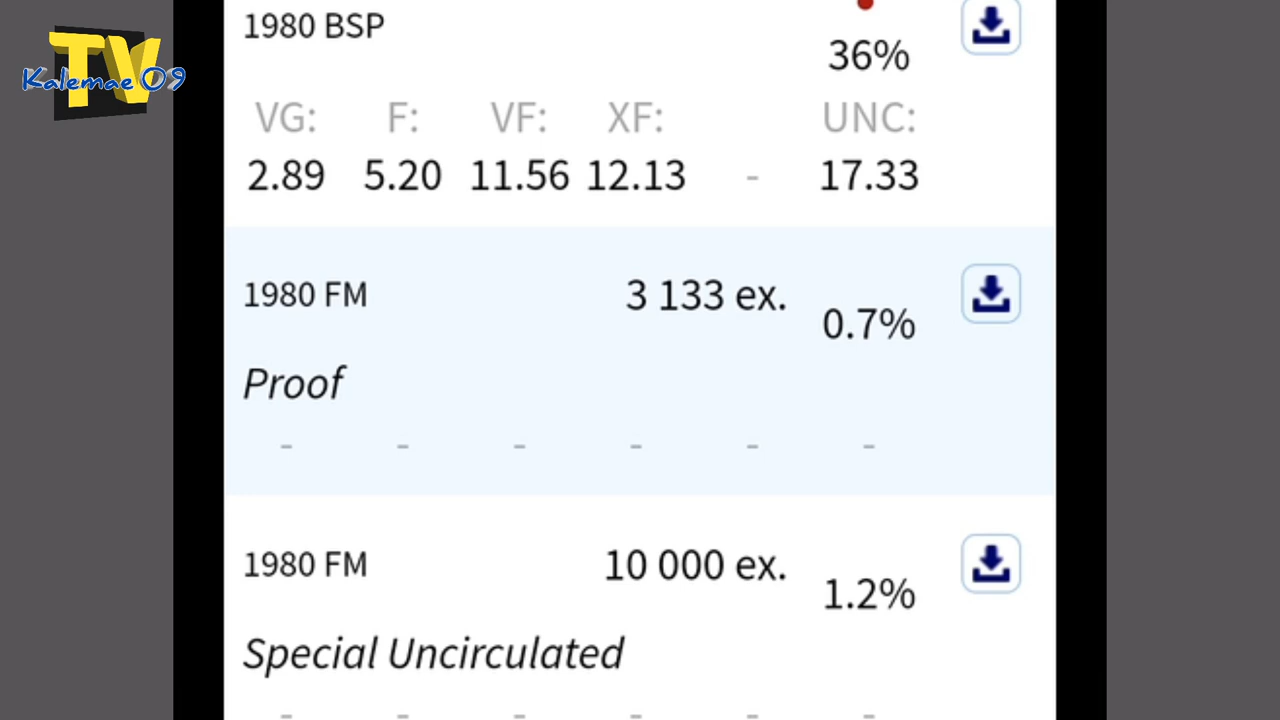 TV
Kalemae 09
1980 BSP
36%
VG: F: VF: XF: UNC:
2.89 5.20 11.56 12.13 - 17.33
1980 FM 3 133 ex. 0.7%
Proof
- - - - - -
1980 FM 10 000 ex. 1.2%
Special Uncirculated
- - - - - -